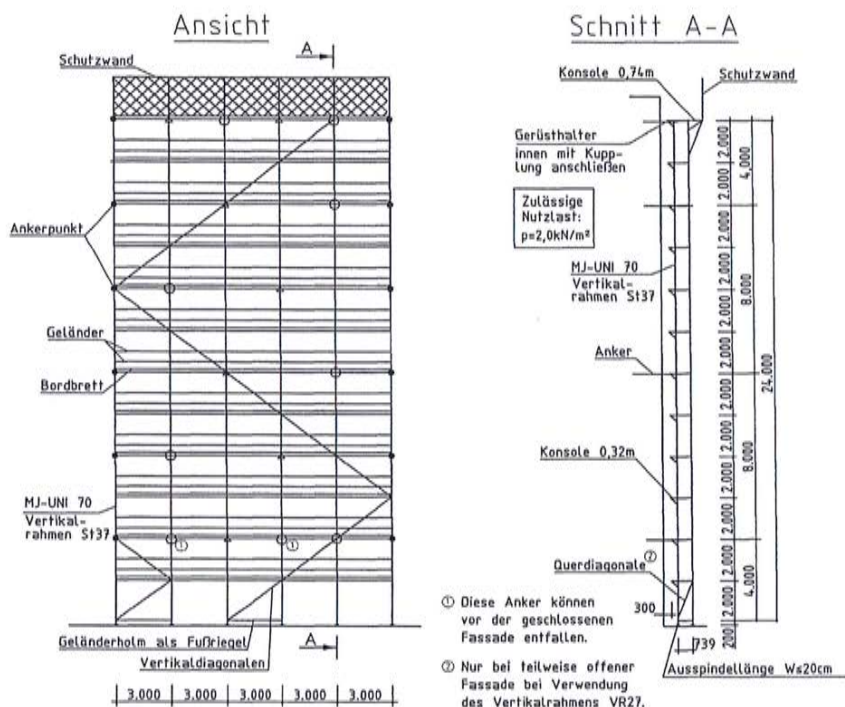 Ansicht
A
Schutzwand
Ankerpunkt
Geländer
Bordbrett
MJ-UNI 70
Vertikal-
rahmen St37
①
①
Geländerholm als Fußriegel
Vertikaldiagonalen
A
3.000 3.000 3.000 3.000 3.000
Schnitt A-A
Konsole 0,74m
Schutzwand
Gerüsthalter
innen mit Kupp-
lung anschließen
Zulässige
Nutzlast:
p=2,0kN/m²
MJ-UNI 70
Vertikal-
rahmen St37
Anker
Konsole 0,32m
Querdiagonale ②
300
739
Ausspindellänge W≤20cm
2.000
2.000
2.000
2.000
2.000
2.000
2.000
2.000
2.000
2.000
2.000
2.000
200
4.000
8.000
8.000
4.000
24.000
① Diese Anker können
vor der geschlossenen
Fassade entfallen.
② Nur bei teilweise offener
Fassade bei Verwendung
des Vertikalrahmens VR27.